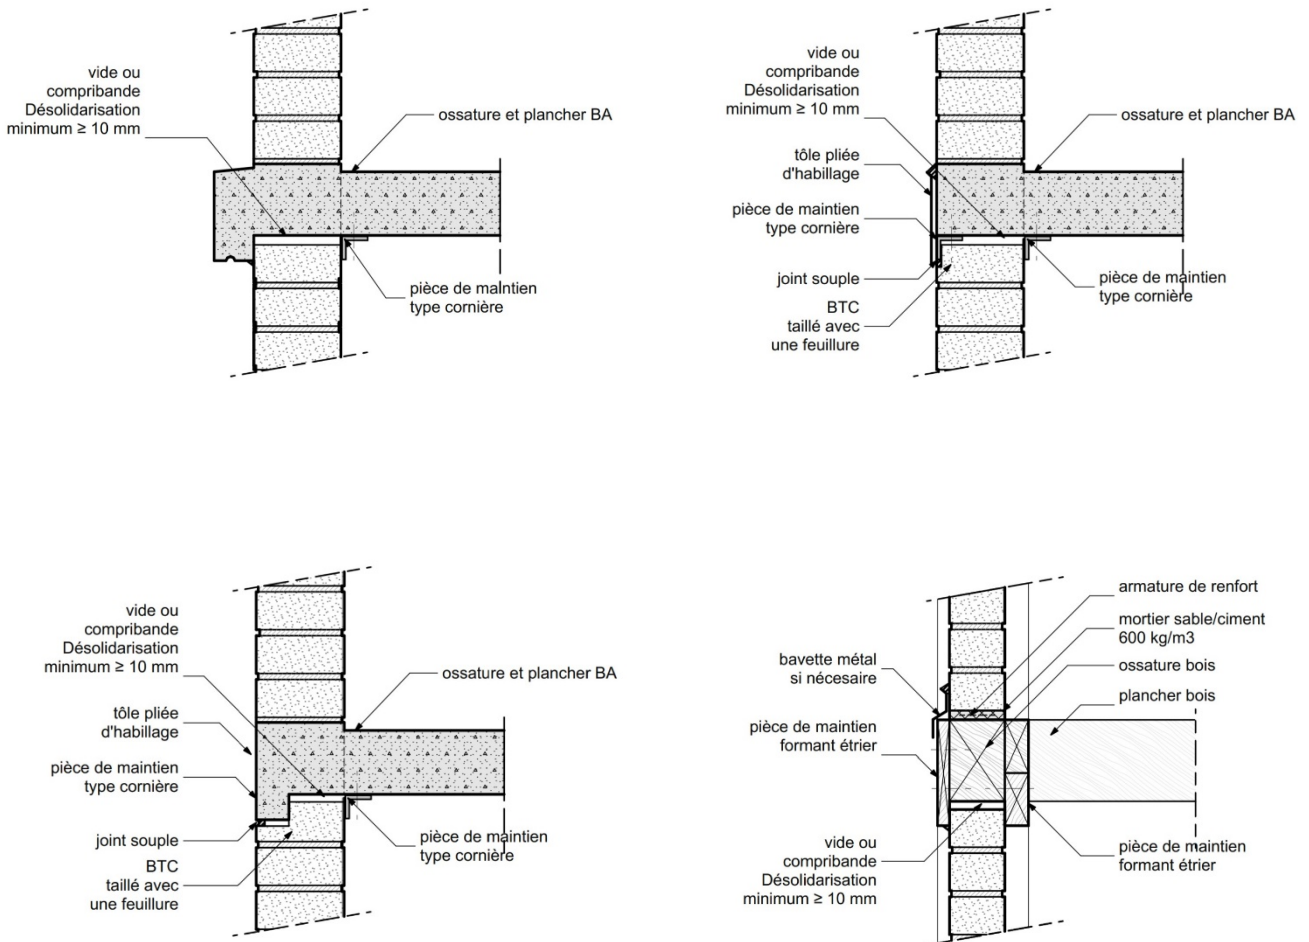 vide ou
compribande
Désolidarisation
minimum ≥ 10 mm
ossature et plancher BA
pièce de maintien
type cornière
vide ou
compribande
Désolidarisation
minimum ≥ 10 mm
tôle pliée
d'habillage
pièce de maintien
type cornière
joint souple
BTC
taillé avec
une feuillure
ossature et plancher BA
pièce de maintien
type cornière
vide ou
compribande
Désolidarisation
minimum ≥ 10 mm
tôle pliée
d'habillage
pièce de maintien
type cornière
joint souple
BTC
taillé avec
une feuillure
ossature et plancher BA
pièce de maintien
type cornière
bavette métal
si nécesaire
pièce de maintien
formant étrier
vide ou
compribande
Désolidarisation
minimum ≥ 10 mm
armature de renfort
mortier sable/ciment
600 kg/m3
ossature bois
plancher bois
pièce de maintien
formant étrier